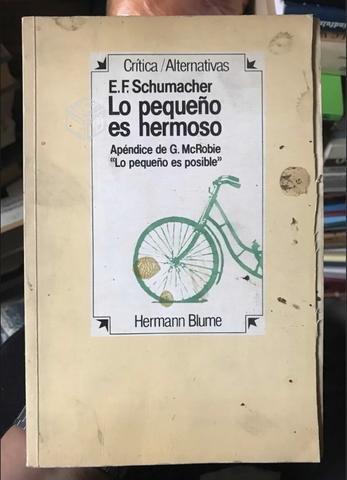 Crítica/Alternativas
E.F. Schumacher
Lo pequeño
es hermoso
Apéndice de G. McRobie
"Lo pequeño es posible"
Hermann Blume